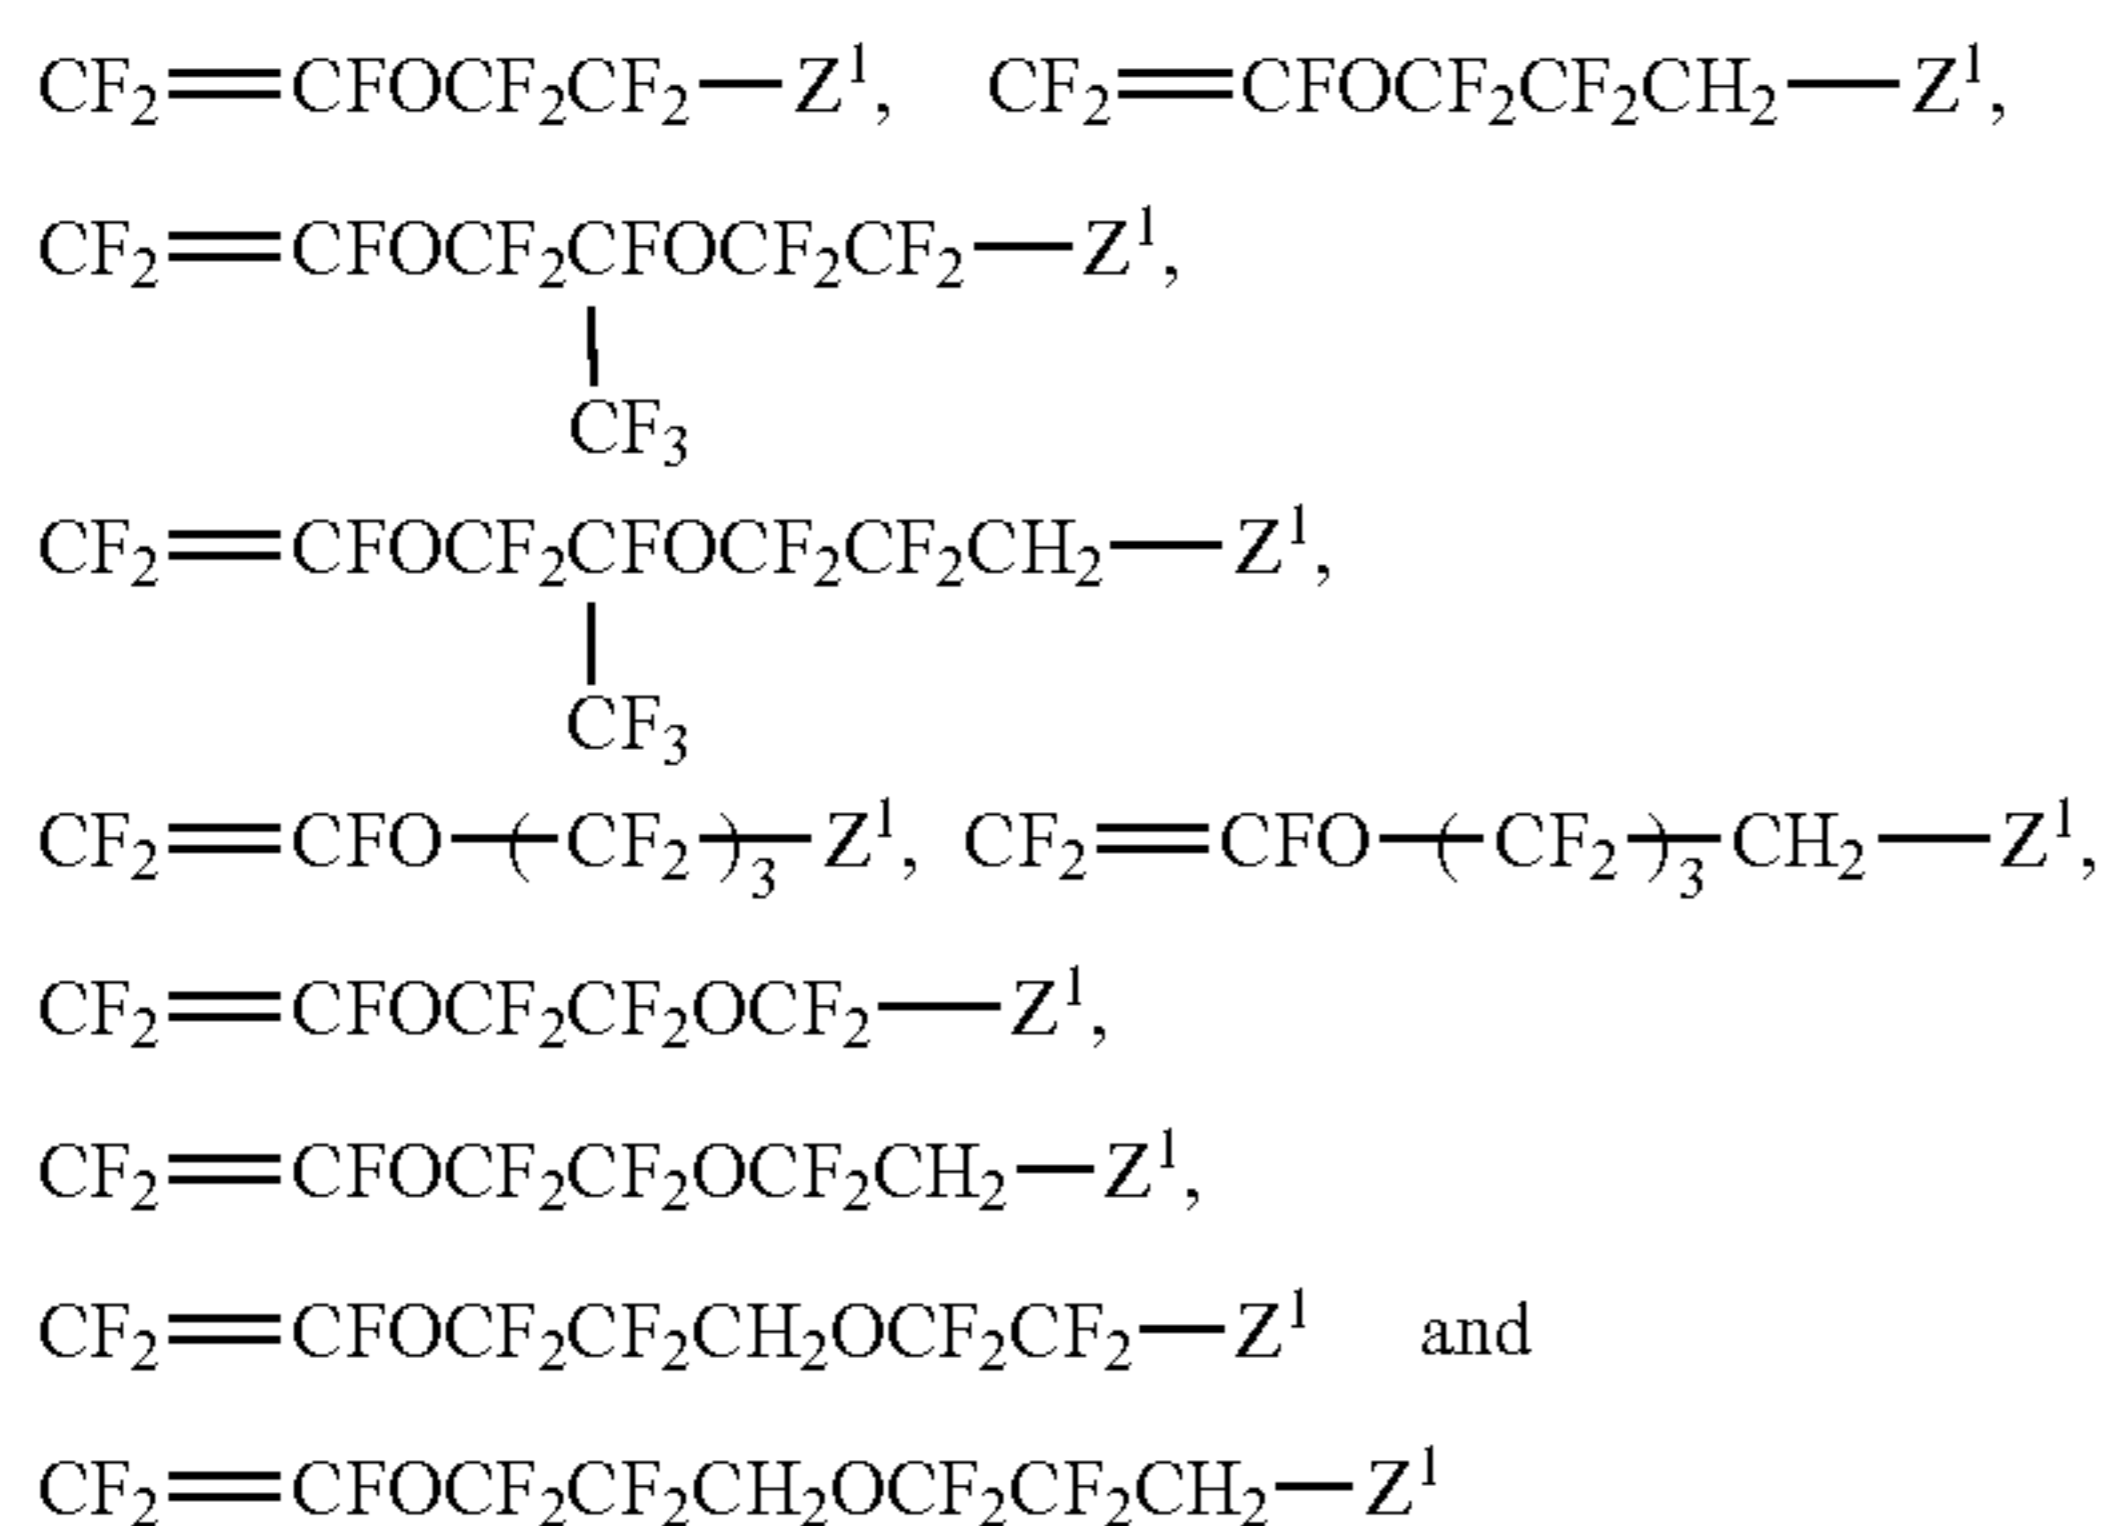 CF₂=CFOCF₂CF₂—Z¹, CF₂=CFOCF₂CF₂CH₂—Z¹,
CF₂=CFOCF₂CFOCF₂CF₂—Z¹,
CF₃
CF₂=CFOCF₂CFOCF₂CF₂CH₂—Z¹,
CF₃
CF₂=CFO—(CF₂)₃—Z¹, CF₂=CFO—(CF₂)₃—CH₂—Z¹,
CF₂=CFOCF₂CF₂OCF₂—Z¹,
CF₂=CFOCF₂CF₂OCF₂CH₂—Z¹,
CF₂=CFOCF₂CF₂CH₂OCF₂CF₂—Z¹ and
CF₂=CFOCF₂CF₂CH₂OCF₂CF₂CH₂—Z¹